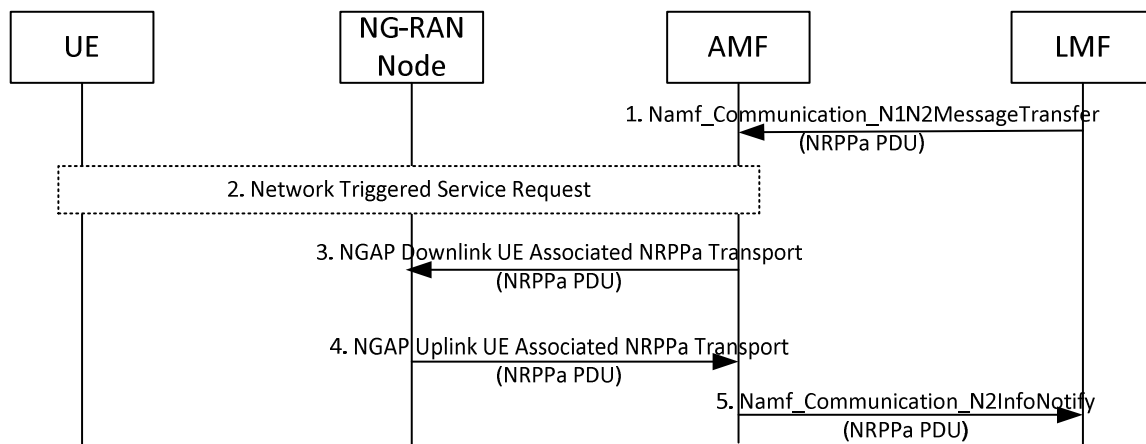 UE
NG-RAN
Node
AMF
LMF
1. Namf_Communication_N1N2MessageTransfer
(NRPPa PDU)
2. Network Triggered Service Request
3. NGAP Downlink UE Associated NRPPa Transport
(NRPPa PDU)
4. NGAP Uplink UE Associated NRPPa Transport
(NRPPa PDU)
5. Namf_Communication_N2InfoNotify
(NRPPa PDU)